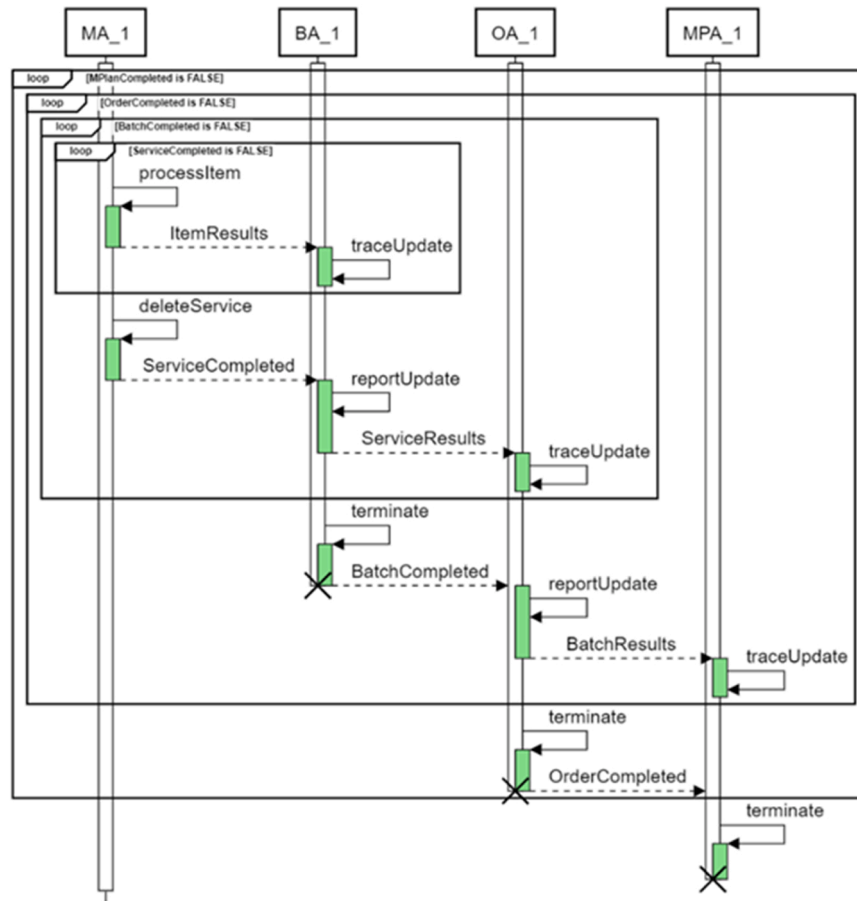 MA_1 BA_1 OA_1 MPA_1
loop [MPlanCompleted is FALSE]
loop [OrderCompleted is FALSE]
loop [BatchCompleted is FALSE]
loop [ServiceCompleted is FALSE]
processItem
ItemResults
traceUpdate
deleteService
ServiceCompleted
reportUpdate
ServiceResults
traceUpdate
terminate
BatchCompleted
reportUpdate
BatchResults
traceUpdate
terminate
OrderCompleted
terminate